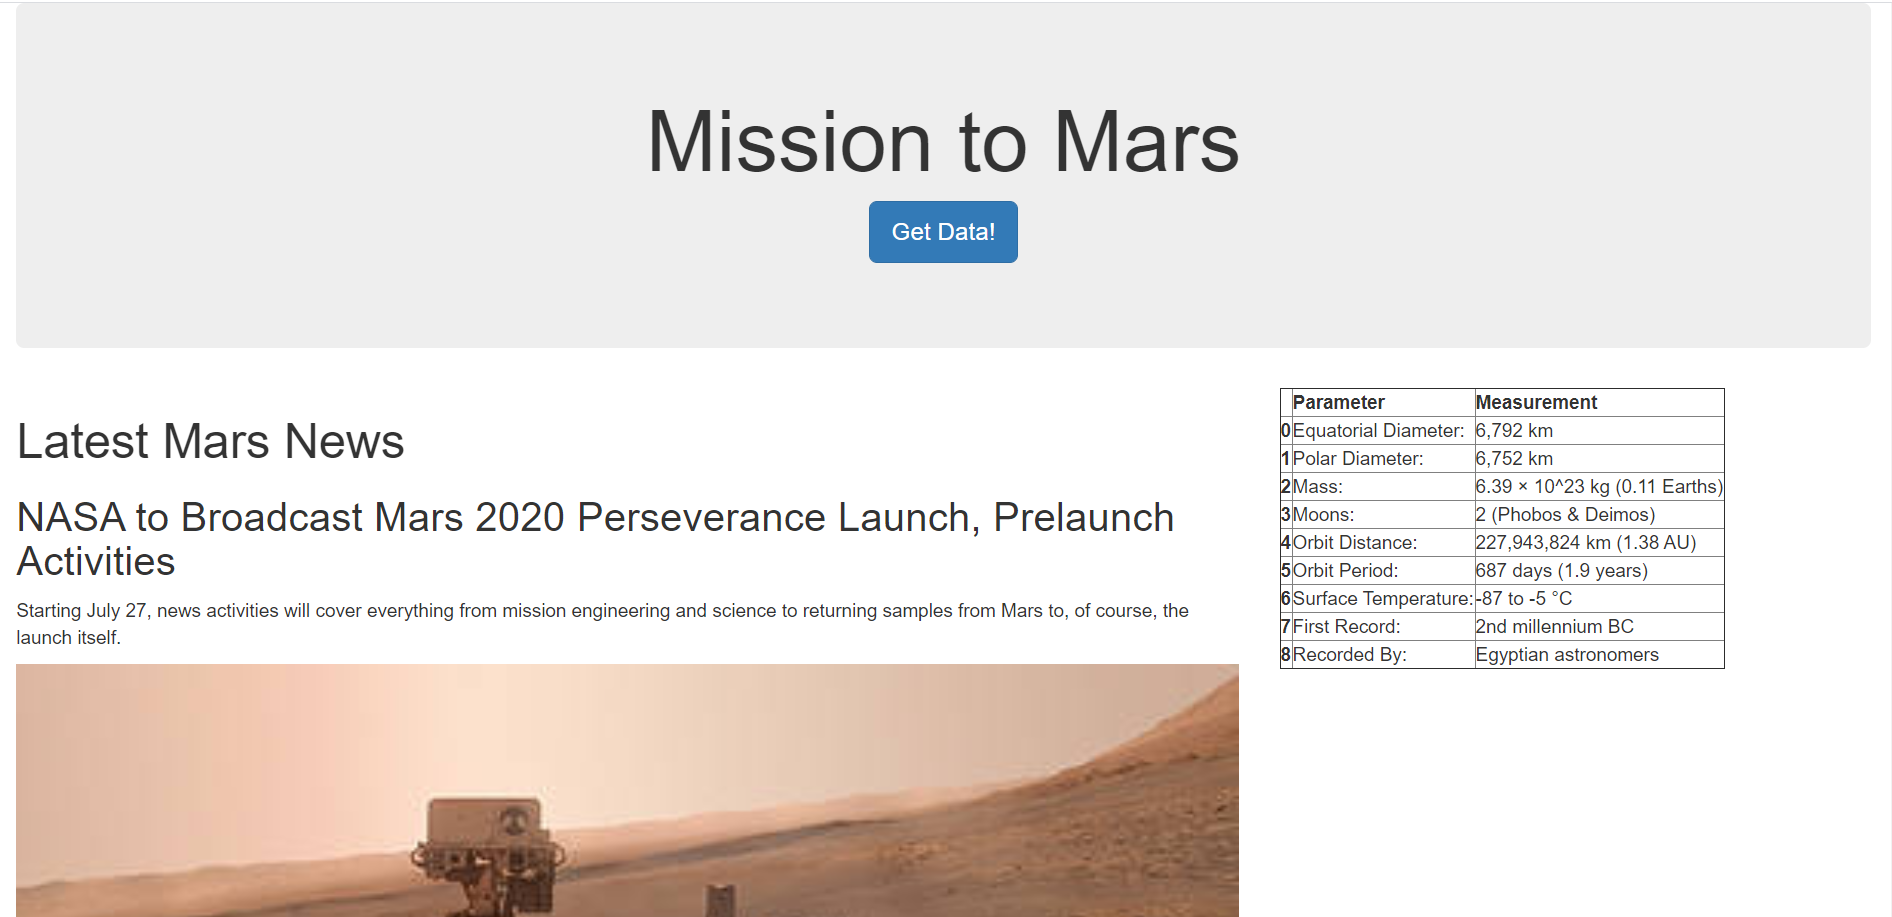 Mission to Mars
Get Data!
Latest Mars News
NASA to Broadcast Mars 2020 Perseverance Launch, Prelaunch
Activities
Starting July 27, news activities will cover everything from mission engineering and science to returning samples from Mars to, of course, the
launch itself.
Parameter Measurement
0 Equatorial Diameter: 6,792 km
1 Polar Diameter: 6,752 km
2 Mass: 6.39 × 10^23 kg (0.11 Earths)
3 Moons: 2 (Phobos & Deimos)
4 Orbit Distance: 227,943,824 km (1.38 AU)
5 Orbit Period: 687 days (1.9 years)
6 Surface Temperature: -87 to -5 °C
7 First Record: 2nd millennium BC
8 Recorded By: Egyptian astronomers